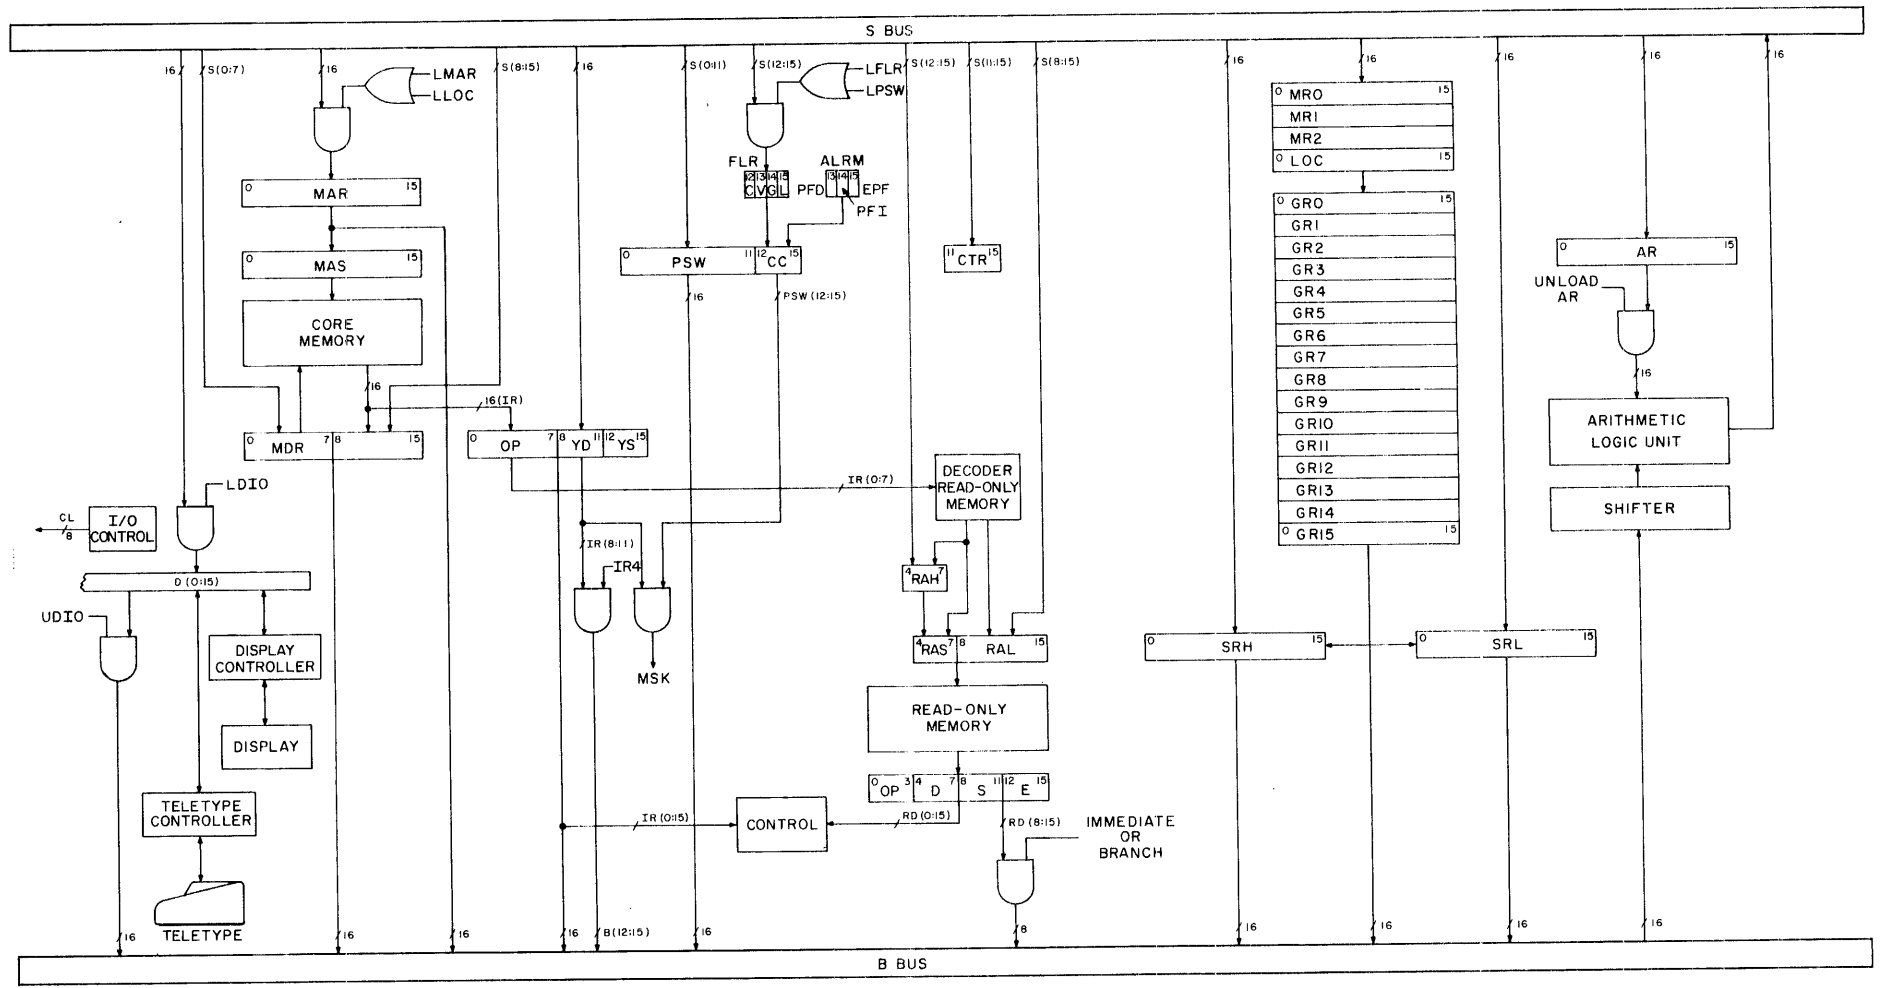 S BUS
16
S(0:7)
16
LMAR
LLOC
S(8:15)
16
S(0:11)
S(12:15)
LFLR
LPSW
S(12:15)
S(11:15)
S(8:15)
16
16
16
16
16
0 MAR 15
0 MAS 15
CORE
MEMORY
16
16(IR)
0 MDR 7 8 15
LDIO
CL
8
I/O
CONTROL
D (0:15)
UDIO
DISPLAY
CONTROLLER
DISPLAY
TELETYPE
CONTROLLER
TELETYPE
FLR
12 13 14 15
C V G L
ALRM
13 14 15
PFD
EPF
PFI
0 PSW 11 12 CC 15
16
PSW (12:15)
0 OP 7 8 YD 11 12 YS 15
IR (0:7)
IR(8:11)
IR4
MSK
11 CTR 15
DECODER
READ-ONLY
MEMORY
4 RAH 7
4 RAS 7 8 RAL 15
READ-ONLY
MEMORY
0 OP 3 4 D 7 8 S 11 12 E 15
IR (0:15)
CONTROL
RD (0:15)
RD (8:15)
IMMEDIATE
OR
BRANCH
0 MR0 15
MR1
MR2
0 LOC 15
0 GR0 15
GR1
GR2
GR3
GR4
GR5
GR6
GR7
GR8
GR9
GR10
GR11
GR12
GR13
GR14
0 GR15 15
0 SRH 15
0 SRL 15
0 AR 15
UNLOAD
AR
16
ARITHMETIC
LOGIC UNIT
SHIFTER
16
16
16
16
B (12:15)
16
8
16
16
16
16
B BUS